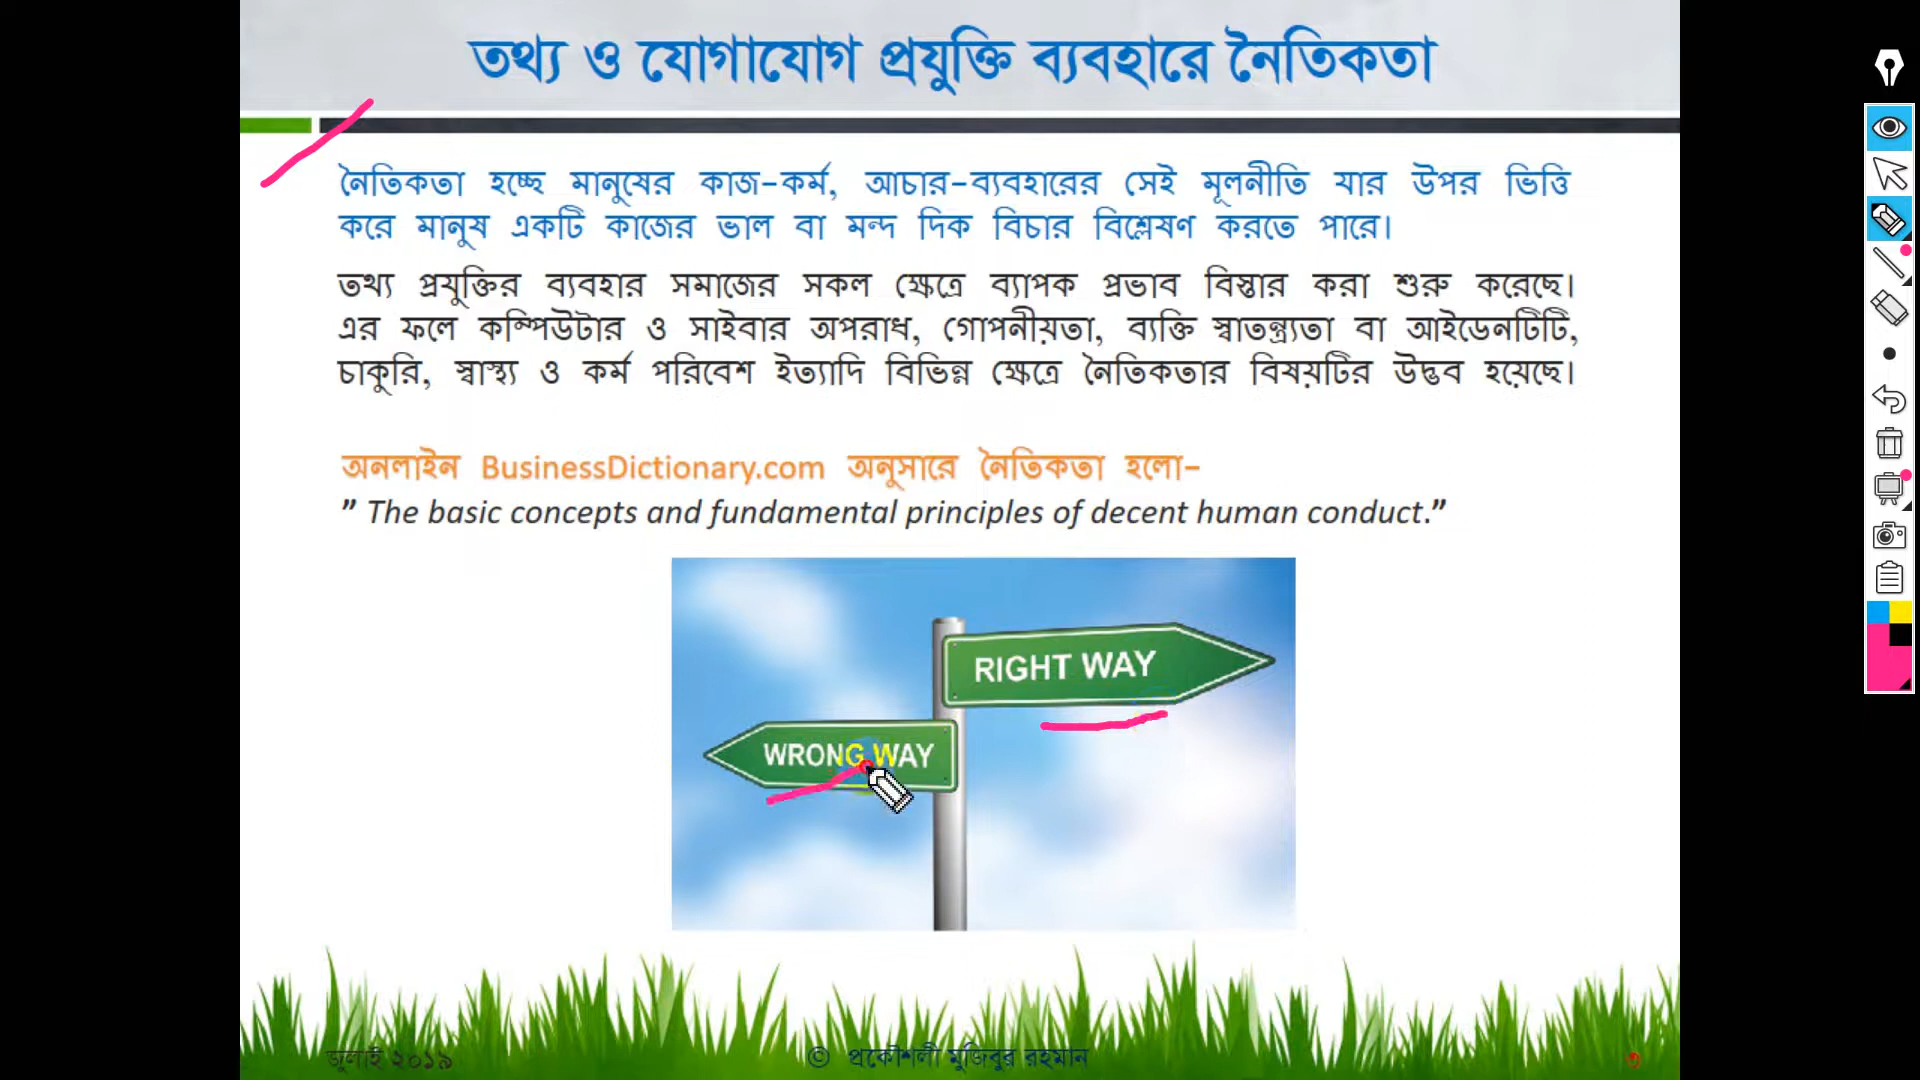 তথ্য ও যোগাযোগ প্রযুক্তি ব্যবহারে নৈতিকতা
নৈতিকতা হচ্ছে মানুষের কাজ-কর্ম, আচার-ব্যবহারের সেই মূলনীতি যার উপর ভিত্তি
করে মানুষ একটি কাজের ভাল বা মন্দ দিক বিচার বিশ্লেষণ করতে পারে।
তথ্য প্রযুক্তির ব্যবহার সমাজের সকল ক্ষেত্রে ব্যাপক প্রভাব বিস্তার করা শুরু করেছে।
এর ফলে কম্পিউটার ও সাইবার অপরাধ, গোপনীয়তা, ব্যক্তি স্বাতন্ত্র্যতা বা আইডেনটিটি,
চাকুরি, স্বাস্থ্য ও কর্ম পরিবেশ ইত্যাদি বিভিন্ন ক্ষেত্রে নৈতিকতার বিষয়টির উদ্ভব হয়েছে।
অনলাইন BusinessDictionary.com অনুসারে নৈতিকতা হলো-
” The basic concepts and fundamental principles of decent human conduct.”
RIGHT WAY
WRONG WAY
জুলাই ২০১৯
© প্রকৌশলী মুজিবুর রহমান
৩